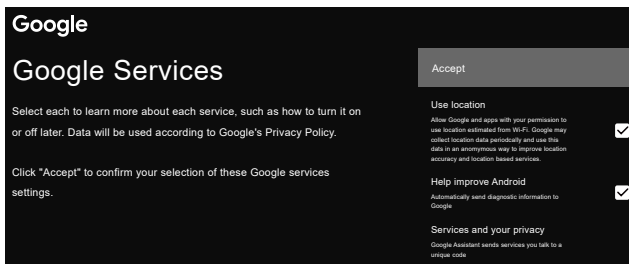 Google
Google Services
Select each to learn more about each service, such as how to turn it on
or off later. Data will be used according to Google's Privacy Policy.
Click "Accept" to confirm your selection of these Google services
settings.
Accept
Use location
Allow Google and apps with your permission to
use location estimated from Wi-Fi. Google may
collect location data periodcally and use this
dats in an anomymous way to improve location
accuracy and location based services.
Help improve Android
Automatically send diagnostic information to
Google
Services and your privacy
Google Assistant sends services you talk to a
unique code